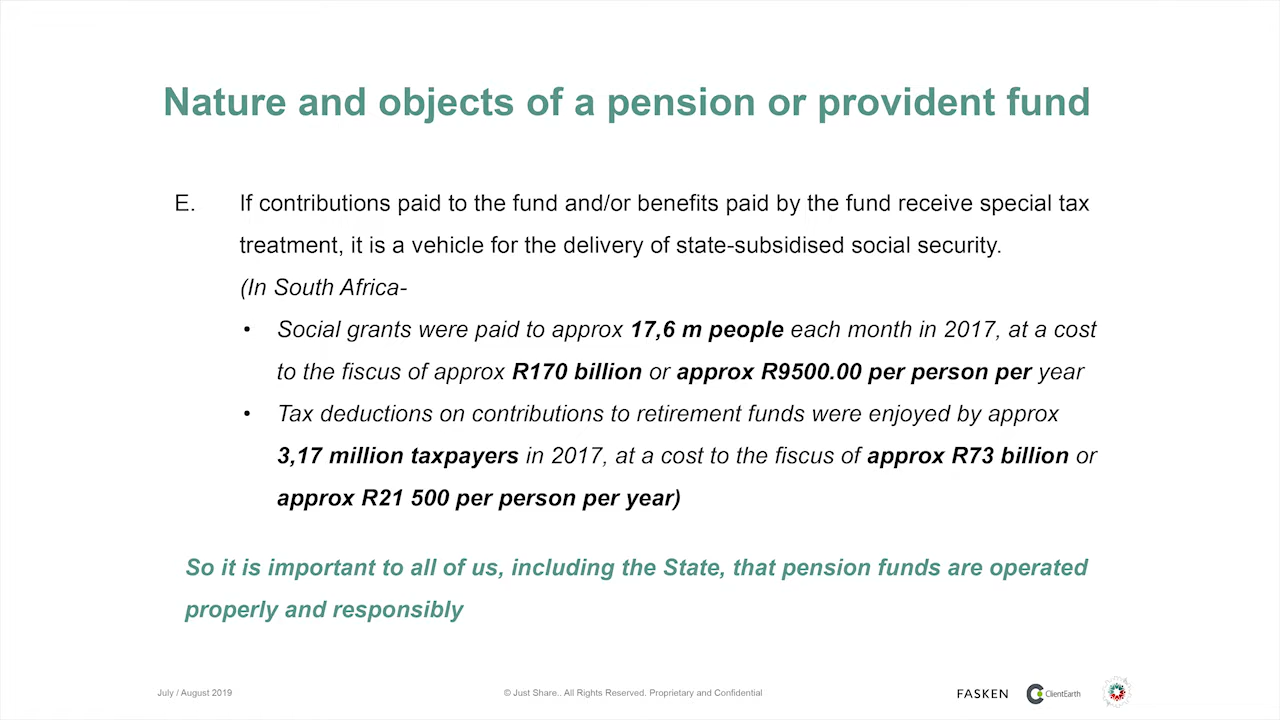 Nature and objects of a pension or provident fund
E. If contributions paid to the fund and/or benefits paid by the fund receive special tax
treatment, it is a vehicle for the delivery of state-subsidised social security.
(In South Africa-
• Social grants were paid to approx 17,6 m people each month in 2017, at a cost
to the fiscus of approx R170 billion or approx R9500.00 per person per year
• Tax deductions on contributions to retirement funds were enjoyed by approx
3,17 million taxpayers in 2017, at a cost to the fiscus of approx R73 billion or
approx R21 500 per person per year)
So it is important to all of us, including the State, that pension funds are operated
properly and responsibly
July / August 2019
© Just Share.. All Rights Reserved. Proprietary and Confidential
FASKEN
ClientEarth